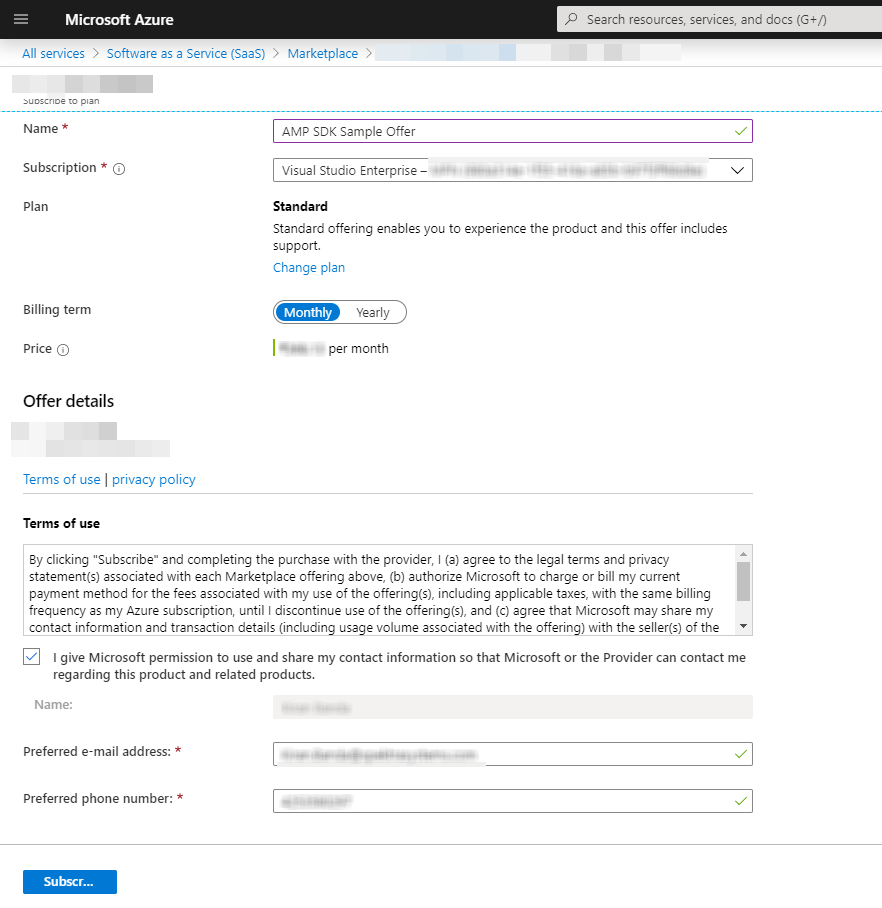 Microsoft Azure
Search resources, services, and docs (G+/)
All services > Software as a Service (SaaS) > Marketplace >
Subscribe to plan
Name *
AMP SDK Sample Offer
Subscription *
Visual Studio Enterprise –
Plan
Standard
Standard offering enables you to experience the product and this offer includes
support.
Change plan
Billing term
Monthly Yearly
Price
per month
Offer details
Terms of use | privacy policy
Terms of use
By clicking "Subscribe" and completing the purchase with the provider, I (a) agree to the legal terms and privacy
statement(s) associated with each Marketplace offering above, (b) authorize Microsoft to charge or bill my current
payment method for the fees associated with my use of the offering(s), including applicable taxes, with the same billing
frequency as my Azure subscription, until I discontinue use of the offering(s), and (c) agree that Microsoft may share my
contact information and transaction details (including usage volume associated with the offering) with the seller(s) of the
I give Microsoft permission to use and share my contact information so that Microsoft or the Provider can contact me
regarding this product and related products.
Name:
Preferred e-mail address: *
Preferred phone number: *
Subscr...